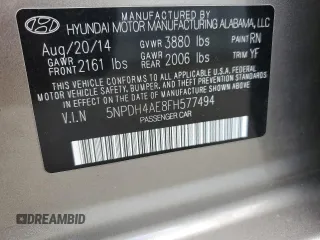 HYUNDAI MOTOR MANUFACTURING ALABAMA, LLC
Aug/20/14 GVWR 3880 lbs PAINT RN
GAWR FRONT 2161 lbs GAWR REAR 2006 lbs TRIM YF
THIS VEHICLE CONFORMS TO ALL APPLICABLE FEDERAL MOTOR VEHICLE SAFETY, BUMPER, AND THEFT PREVENTION STANDARDS IN EFFECT ON THE DATE OF MANUFACTURE SHOWN ABOVE.
V.I.N 5NPDH4AE8FH577494
PASSENGER CAR
© DREAMBID.COM